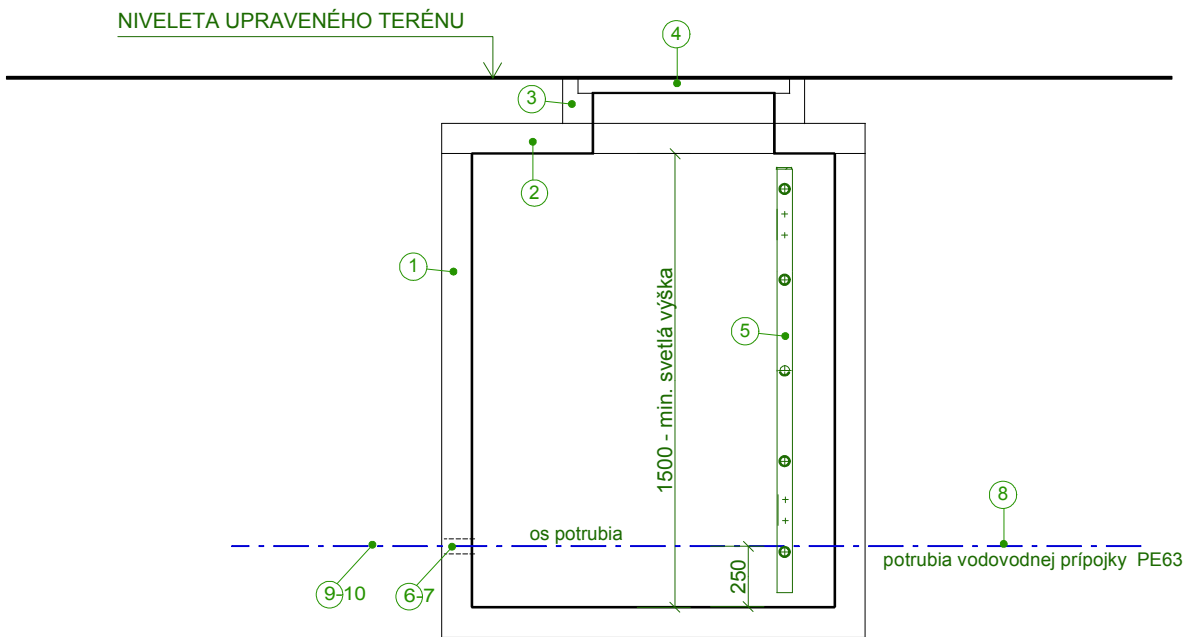 NIVELETA UPRAVENÉHO TERÉNU
4
3
2
1
1500 - min. svetlá výška
5
8
os potrubia
potrubia vodovodnej prípojky PE63
250
9-10
6-7